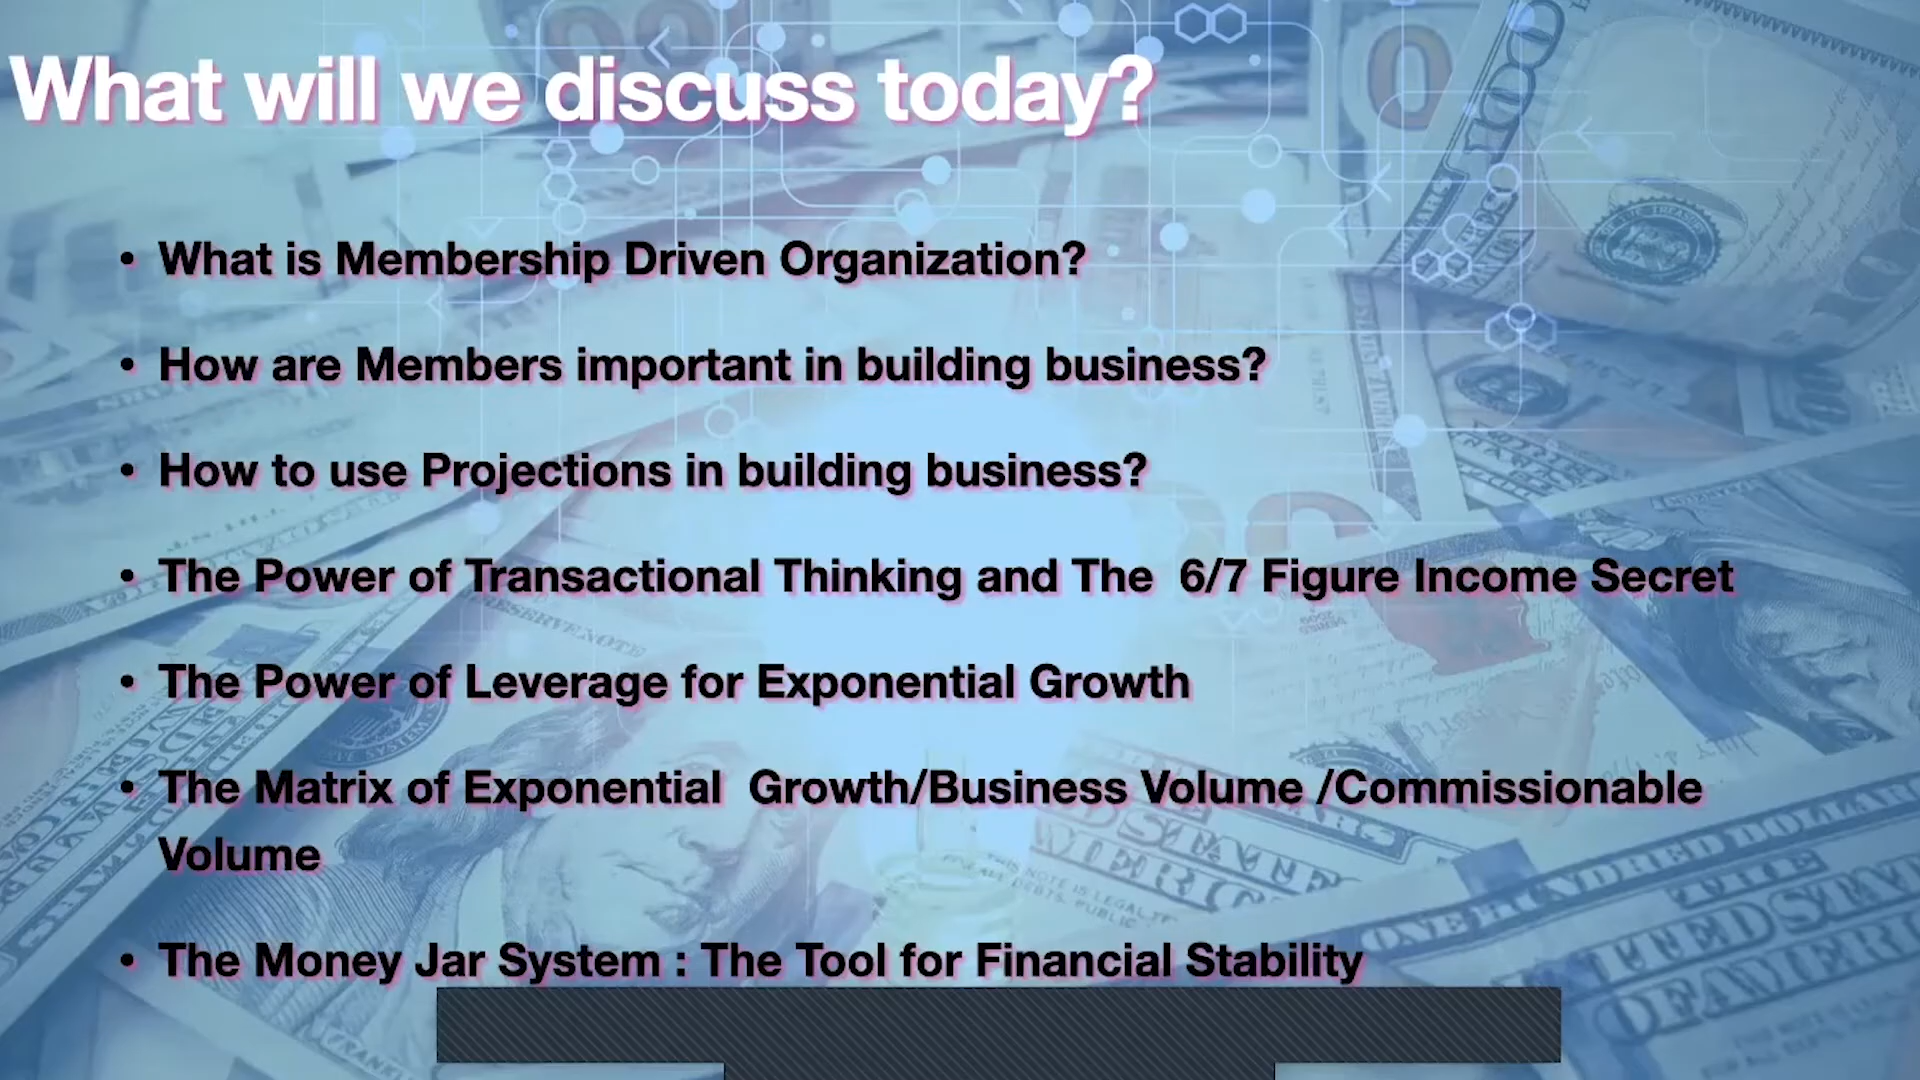 What will we discuss today?
• What is Membership Driven Organization?
• How are Members important in building business?
• How to use Projections in building business?
• The Power of Transactional Thinking and The  6/7 Figure Income Secret
• The Power of Leverage for Exponential Growth
• The Matrix of Exponential  Growth/Business Volume /Commissionable
Volume
• The Money Jar System : The Tool for Financial Stability